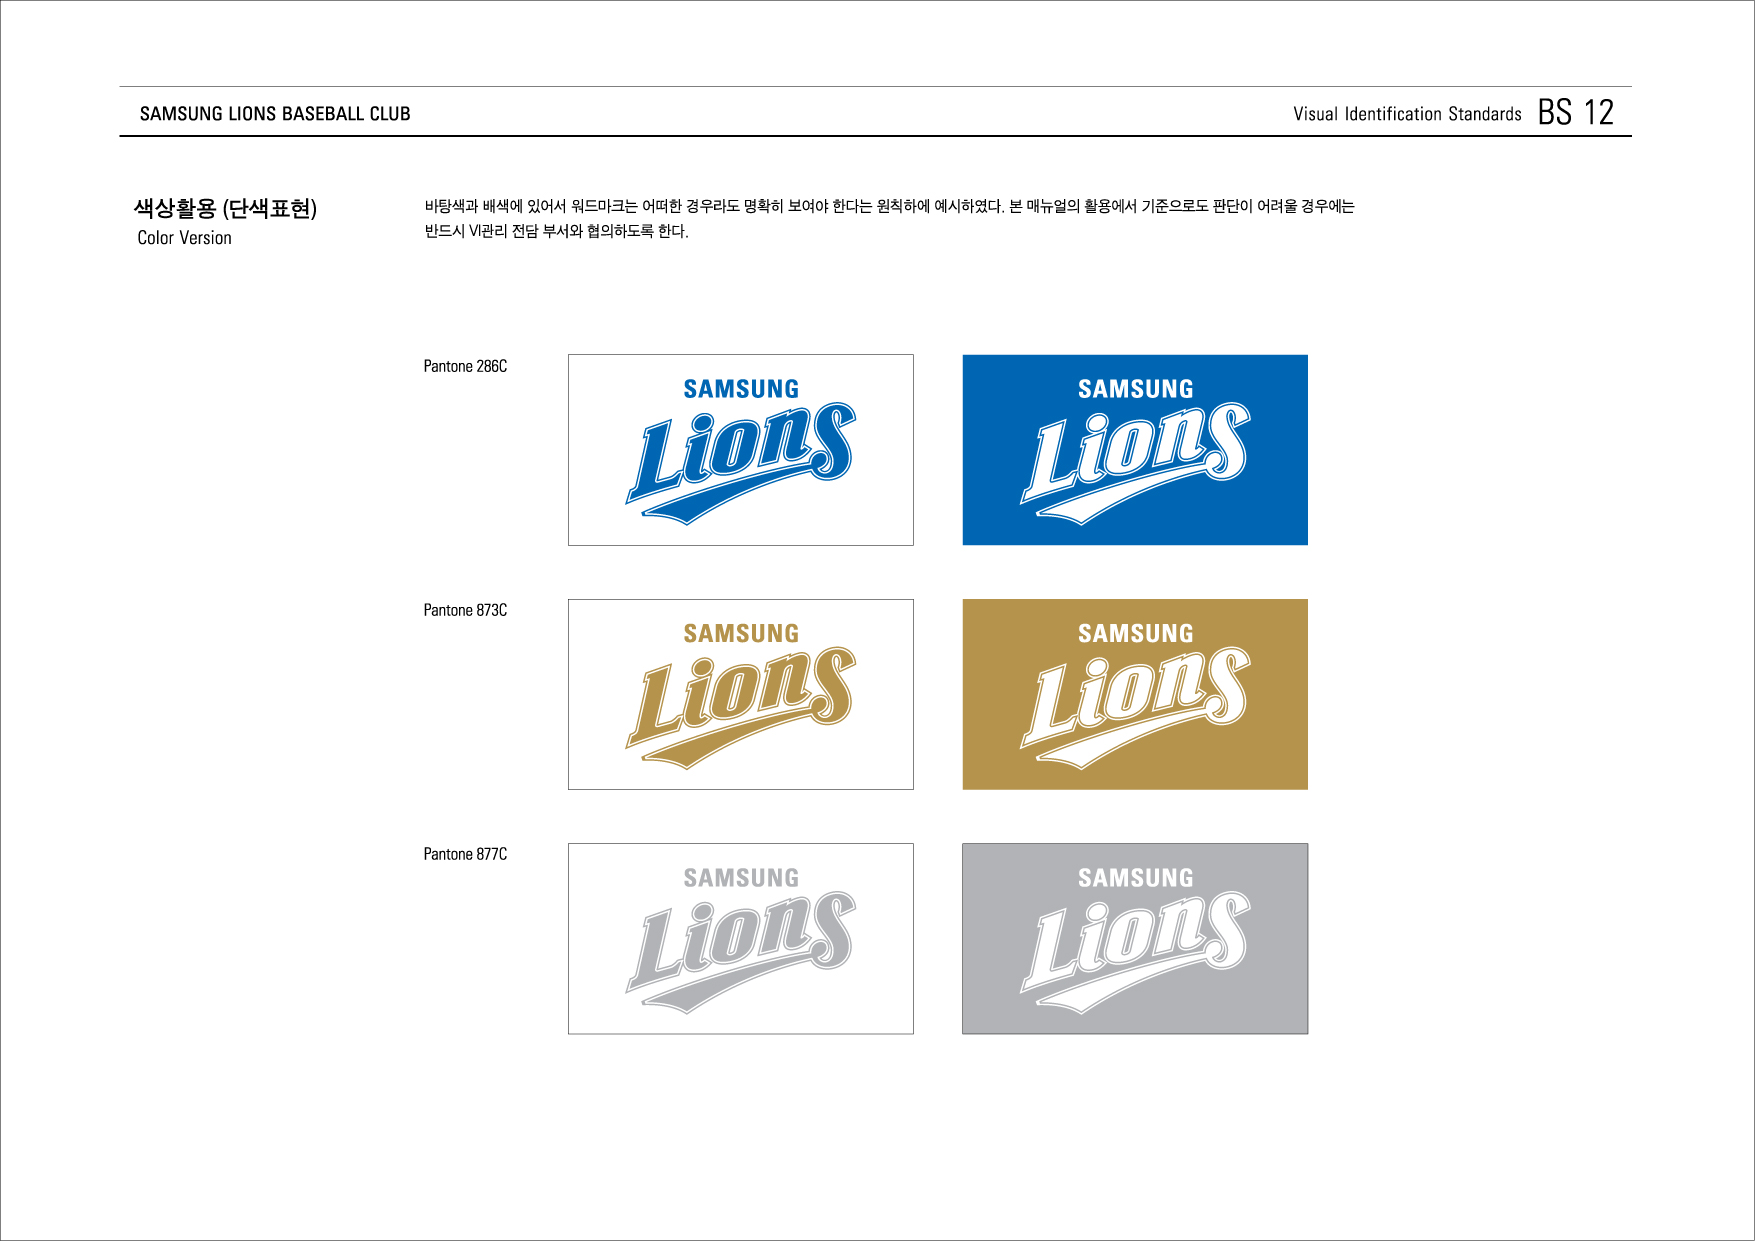 SAMSUNG LIONS BASEBALL CLUB
Visual Identification Standards BS 12
색상활용 (단색표현)
Color Version
바탕색과 배색에 있어서 워드마크는 어떠한 경우라도 명확히 보여야 한다는 원칙하에 예시하였다. 본 매뉴얼의 활용에서 기준으로도 판단이 어려울 경우에는
반드시 VI관리 전담 부서와 협의하도록 한다.
Pantone 286C
SAMSUNG
Lions
SAMSUNG
Lions
Pantone 873C
SAMSUNG
Lions
SAMSUNG
Lions
Pantone 877C
SAMSUNG
Lions
SAMSUNG
Lions